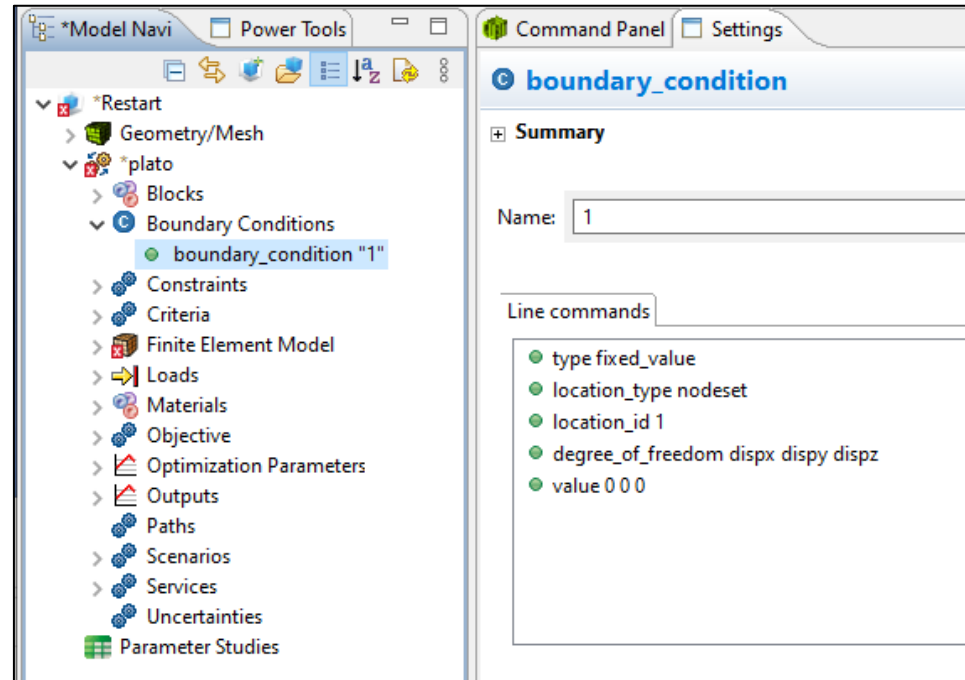 *Model Navi
Power Tools
*Restart
Geometry/Mesh
*plato
Blocks
Boundary Conditions
boundary_condition "1"
Constraints
Criteria
Finite Element Model
Loads
Materials
Objective
Optimization Parameters
Outputs
Paths
Scenarios
Services
Uncertainties
Parameter Studies
Command Panel
Settings
boundary_condition
Summary
Name: 1
Line commands
type fixed_value
location_type nodeset
location_id 1
degree_of_freedom dispx dispy dispz
value 0 0 0